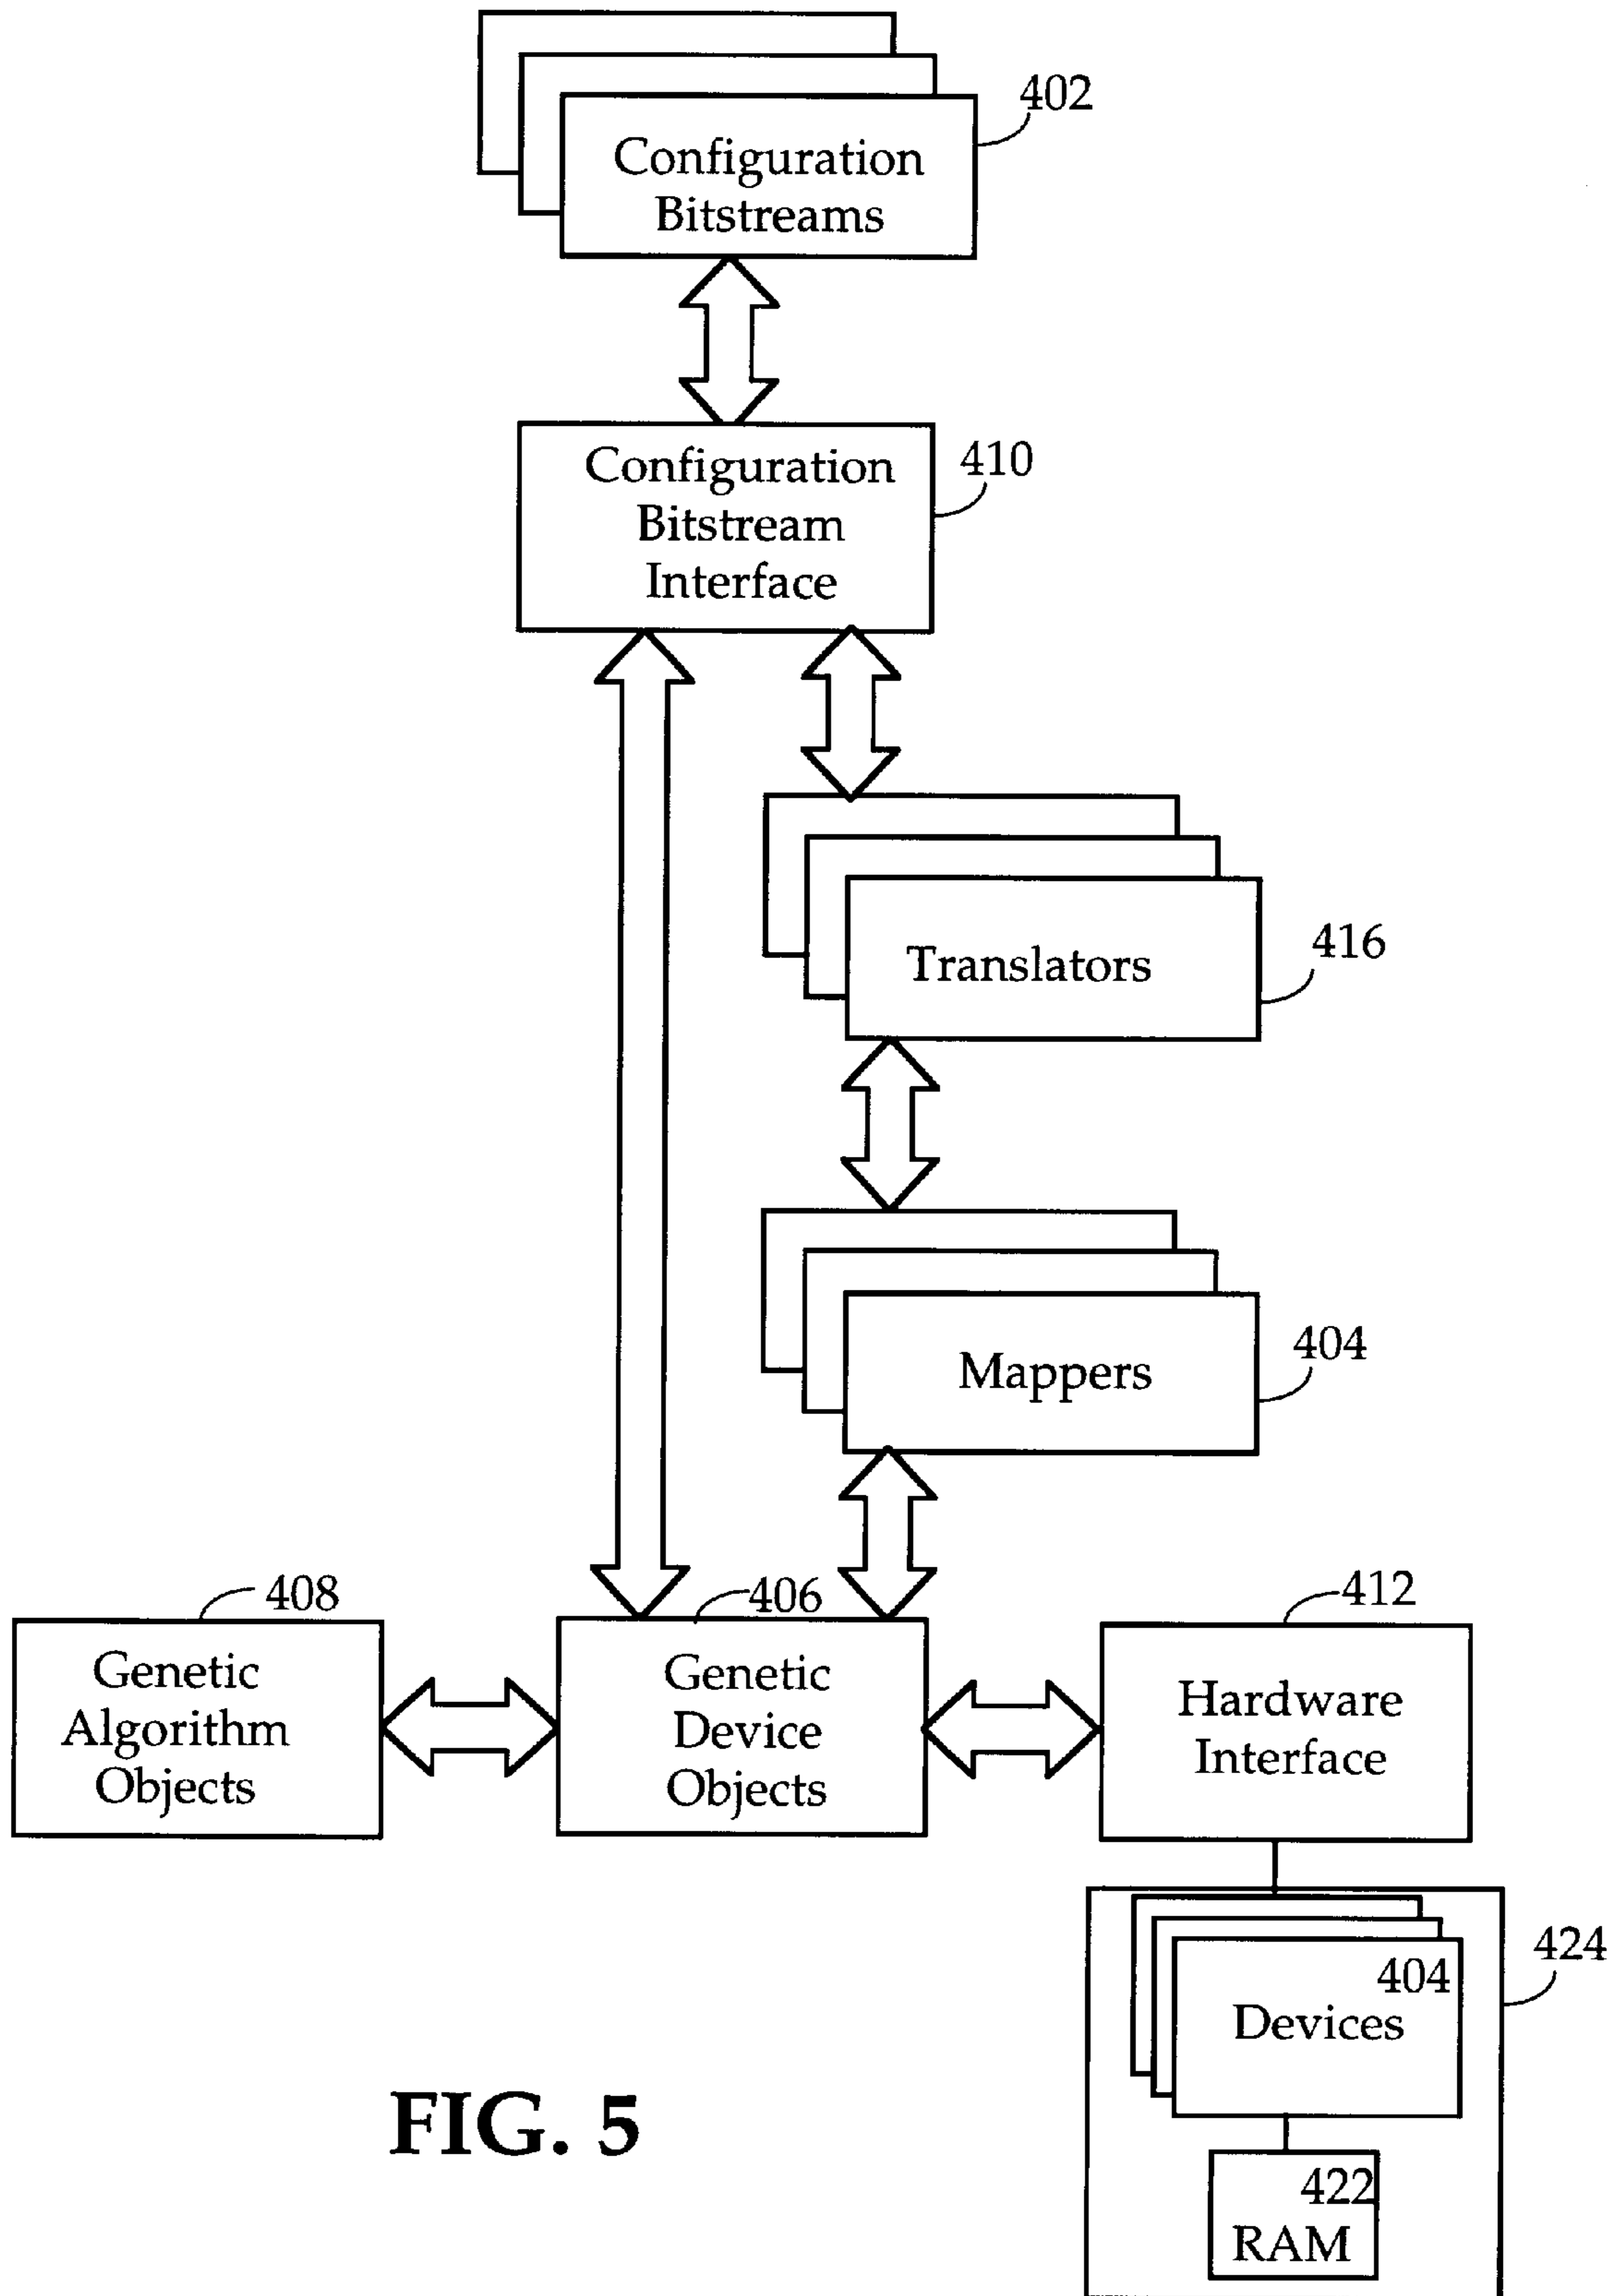 402
Configuration
Bitstreams
Configuration
Bitstream
Interface
410
Translators
416
Mappers
404
408
Genetic
Algorithm
Objects
406
Genetic
Device
Objects
412
Hardware
Interface
424
404
Devices
422
RAM
FIG. 5